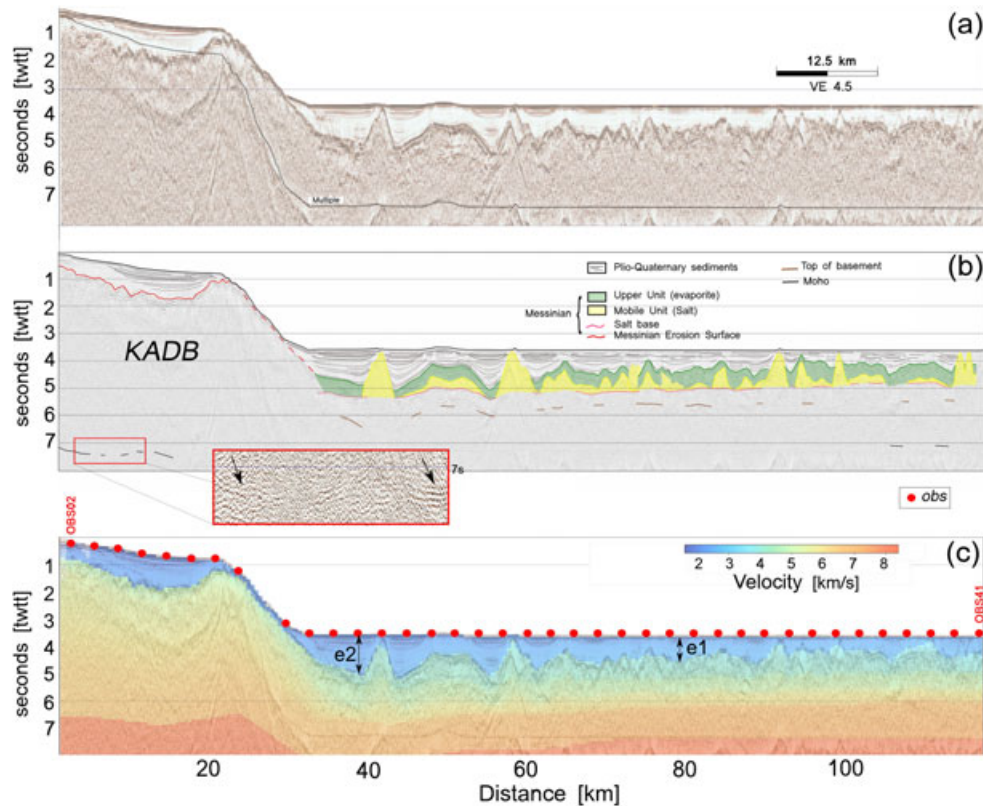 (a)
seconds [twtt]
1
2
3
4
5
6
7
12.5 km
VE 4.5
Multiple
(b)
seconds [twtt]
1
2
3
4
5
6
7
KADB
Plio-Quaternary sediments
Top of basement
Moho
Messinian
Upper Unit (evaporite)
Mobile Unit (Salt)
Salt base
Messinian Erosion Surface
7s
obs
(c)
seconds [twtt]
1
2
3
4
5
6
7
OBS02
OBS41
2 3 4 5 6 7 8
Velocity [km/s]
e2
e1
20 40 60 80 100
Distance [km]